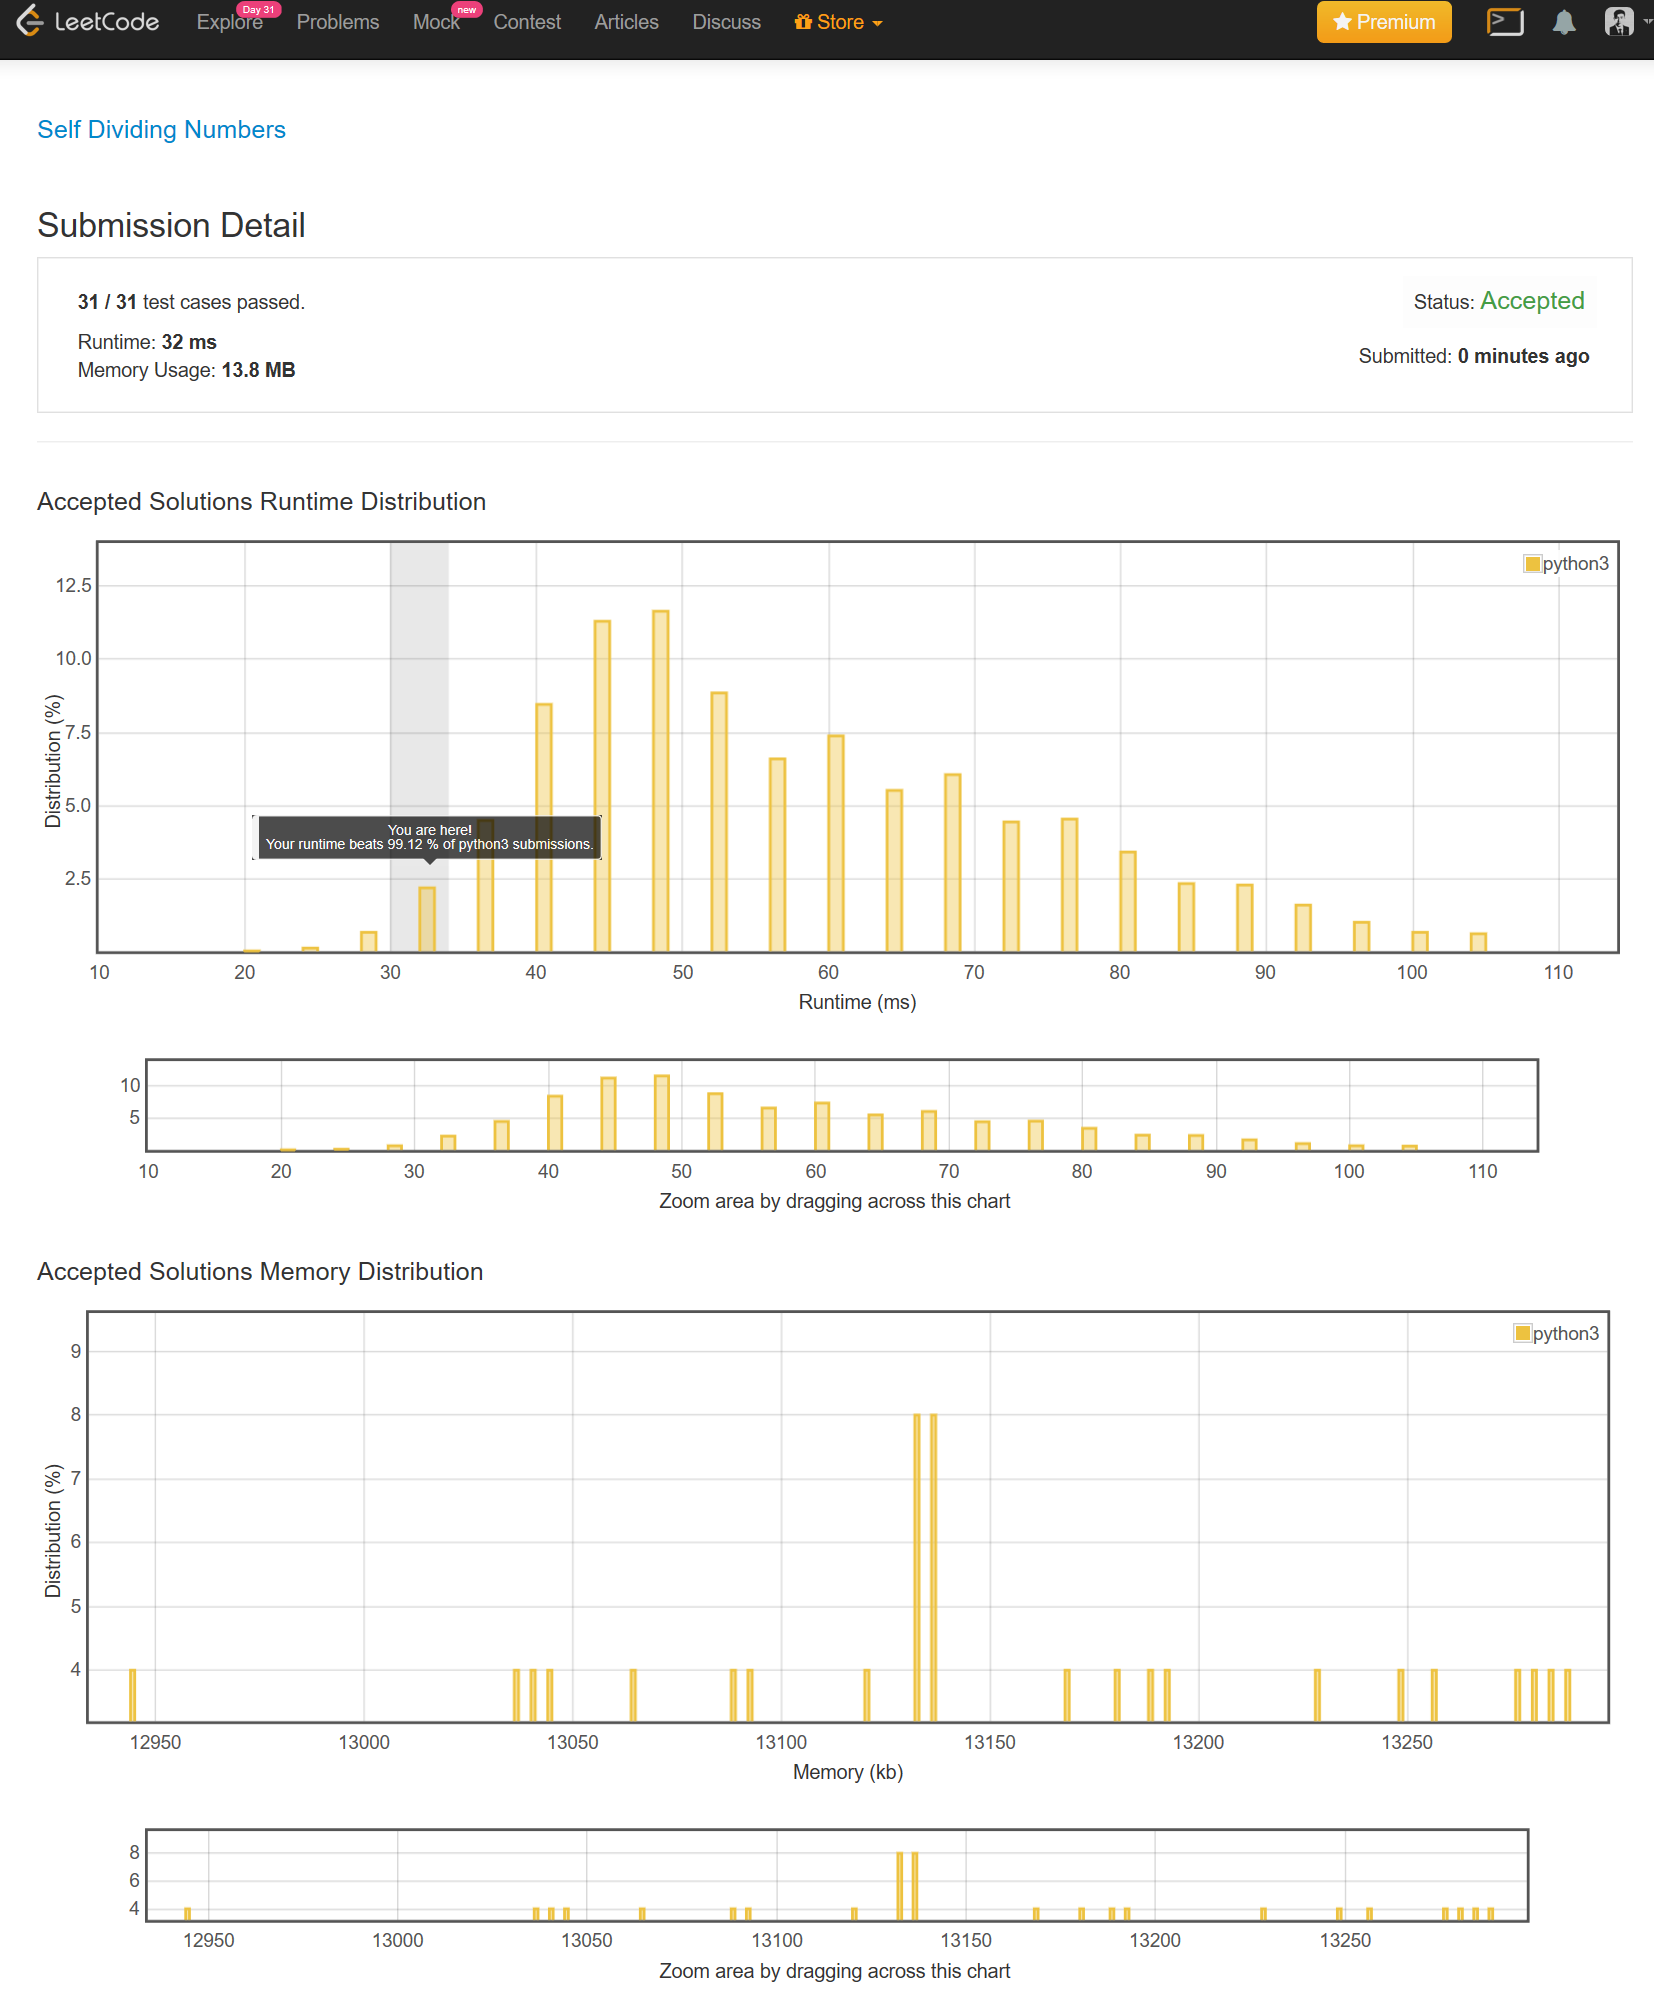 LeetCode Explore Day 31 Problems Mock new Contest Articles Discuss Store Premium
Self Dividing Numbers
Submission Detail
31 / 31 test cases passed.
Status: Accepted
Runtime: 32 ms
Submitted: 0 minutes ago
Memory Usage: 13.8 MB
Accepted Solutions Runtime Distribution
python3
12.5
10.0
7.5
5.0
2.5
Distribution (%)
You are here!
Your runtime beats 99.12 % of python3 submissions.
10 20 30 40 50 60 70 80 90 100 110
Runtime (ms)
10
5
10 20 30 40 50 60 70 80 90 100 110
Zoom area by dragging across this chart
Accepted Solutions Memory Distribution
python3
9
8
7
6
5
4
Distribution (%)
12950 13000 13050 13100 13150 13200 13250
Memory (kb)
8
6
4
12950 13000 13050 13100 13150 13200 13250
Zoom area by dragging across this chart